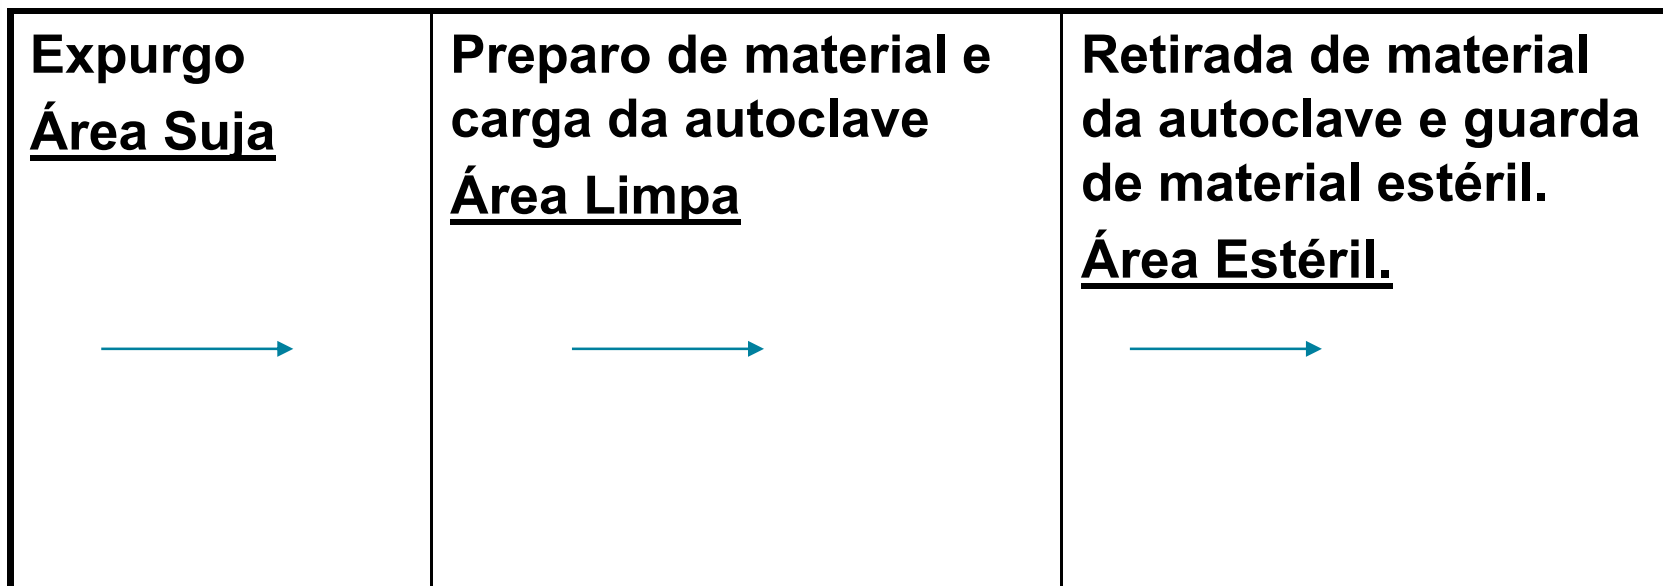 Expurgo
Área Suja
Preparo de material e
carga da autoclave
Área Limpa
Retirada de material
da autoclave e guarda
de material estéril.
Área Estéril.